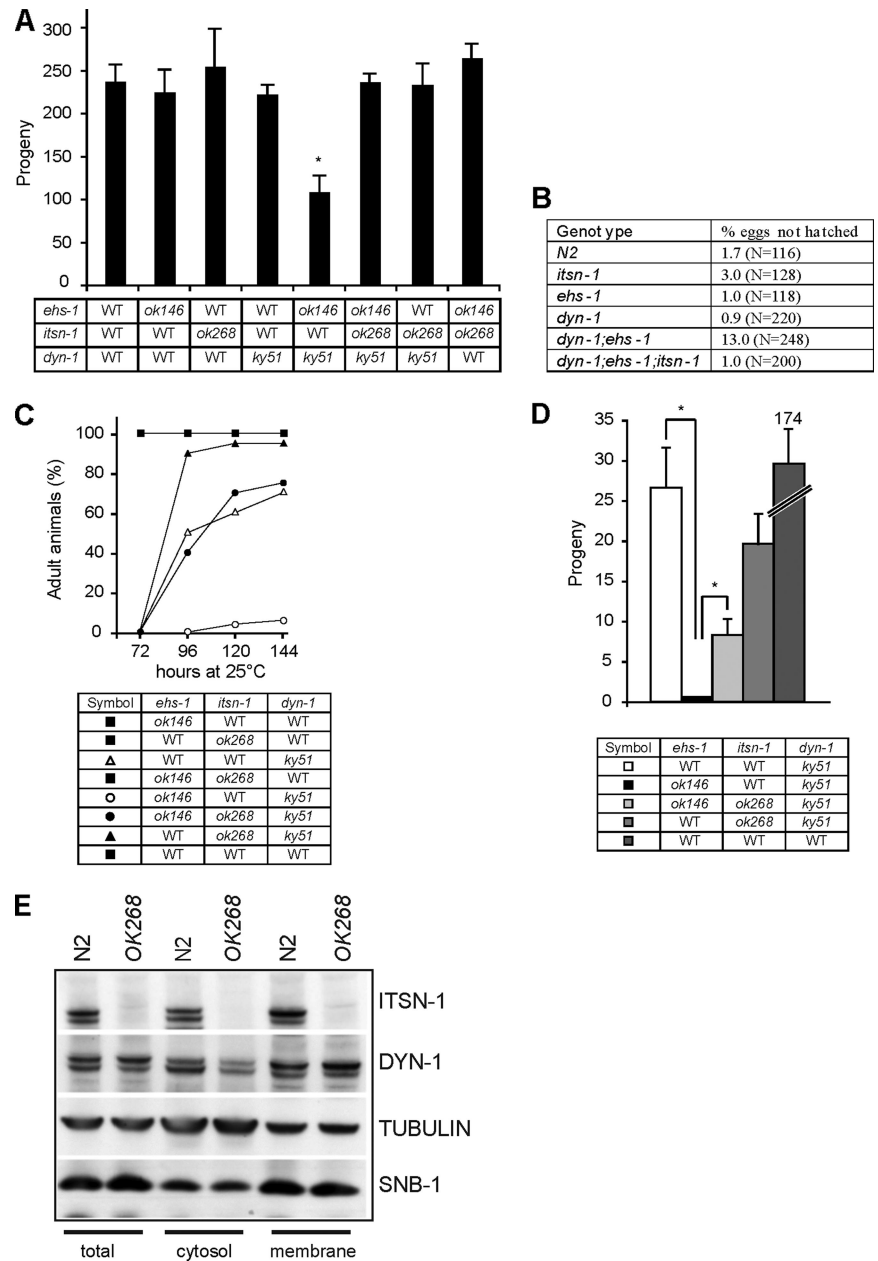 A
300
250
200
150
100
50
0
Progeny
*
ehs-1 WT ok146 WT WT ok146 ok146 WT ok146
itsn-1 WT WT ok268 WT WT ok268 ok268 ok268
dyn-1 WT WT WT ky51 ky51 ky51 ky51 WT
B
Genotype % eggs not hatched
N2 1.7 (N=116)
itsn-1 3.0 (N=128)
ehs-1 1.0 (N=118)
dyn-1 0.9 (N=220)
dyn-1;ehs-1 13.0 (N=248)
dyn-1;ehs-1;itsn-1 1.0 (N=200)
C
100
80
60
40
20
0
Adult animals (%)
72 96 120 144
hours at 25°C
Symbol ehs-1 itsn-1 dyn-1
ok146 WT WT
WT ok268 WT
WT WT ky51
ok146 ok268 WT
ok146 WT ky51
ok146 ok268 ky51
WT ok268 ky51
WT WT WT
D
35
30
25
20
15
10
5
0
Progeny
*
*
174
Symbol ehs-1 itsn-1 dyn-1
WT WT ky51
ok146 WT ky51
ok146 ok268 ky51
WT ok268 ky51
WT WT WT
E
N2 OK268 N2 OK268 N2 OK268
ITSN-1
DYN-1
TUBULIN
SNB-1
total cytosol membrane